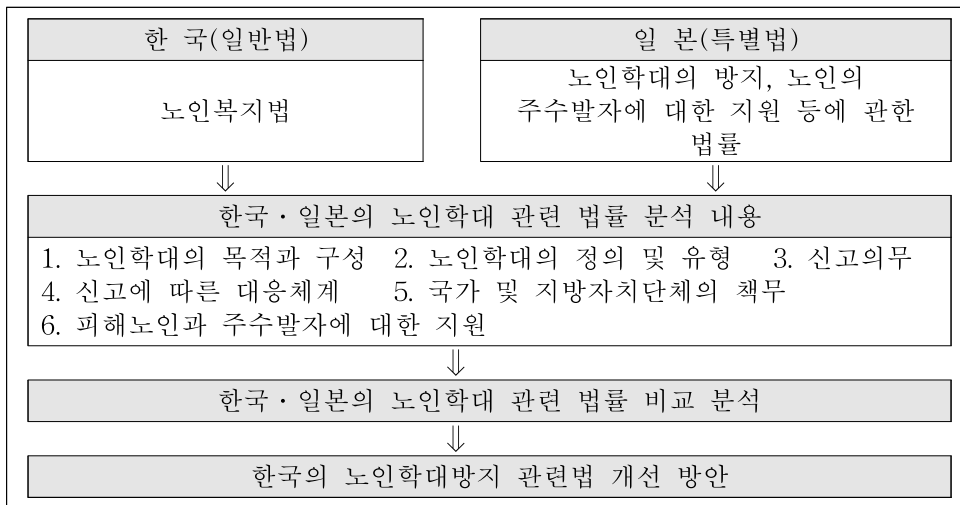 한 국(일반법)
노인복지법
일 본(특별법)
노인학대의 방지, 노인의
주수발자에 대한 지원 등에 관한
법률
⇓ ⇓
한국・일본의 노인학대 관련 법률 분석 내용
1. 노인학대의 목적과 구성 2. 노인학대의 정의 및 유형 3. 신고의무
4. 신고에 따른 대응체계 5. 국가 및 지방자치단체의 책무
6. 피해노인과 주수발자에 대한 지원
⇓
한국・일본의 노인학대 관련 법률 비교 분석
⇓
한국의 노인학대방지 관련법 개선 방안